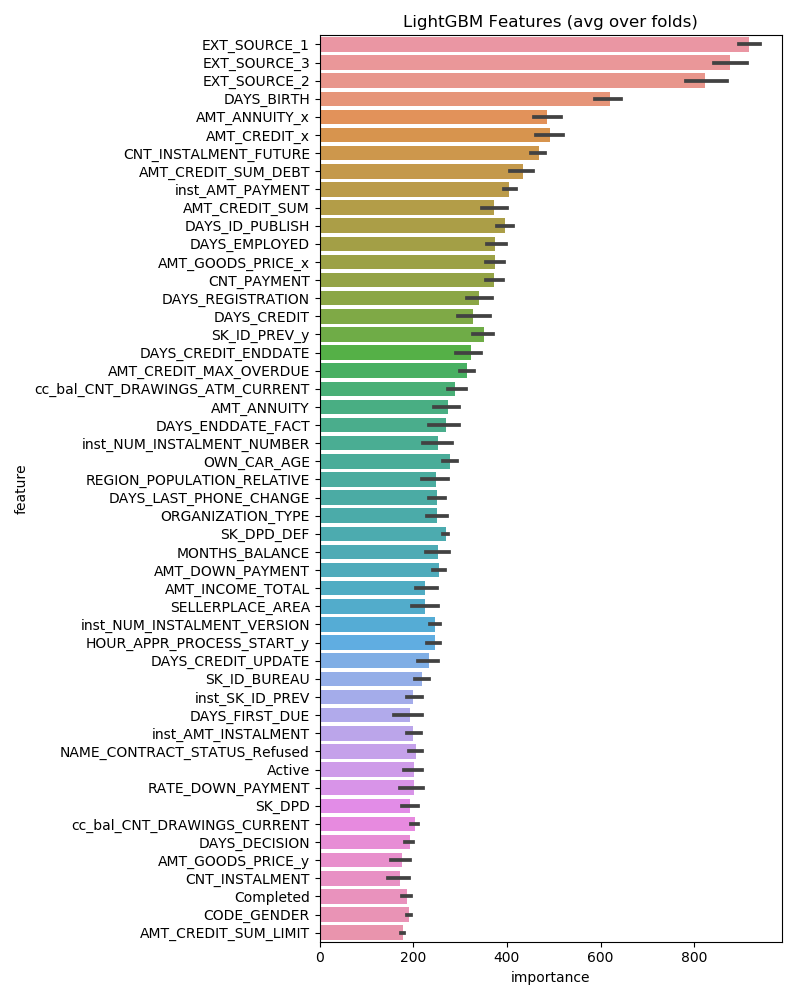 LightGBM Features (avg over folds)
EXT_SOURCE_1
EXT_SOURCE_3
EXT_SOURCE_2
DAYS_BIRTH
AMT_ANNUITY_x
AMT_CREDIT_x
CNT_INSTALMENT_FUTURE
AMT_CREDIT_SUM_DEBT
inst_AMT_PAYMENT
AMT_CREDIT_SUM
DAYS_ID_PUBLISH
DAYS_EMPLOYED
AMT_GOODS_PRICE_x
CNT_PAYMENT
DAYS_REGISTRATION
DAYS_CREDIT
SK_ID_PREV_y
DAYS_CREDIT_ENDDATE
AMT_CREDIT_MAX_OVERDUE
cc_bal_CNT_DRAWINGS_ATM_CURRENT
AMT_ANNUITY
DAYS_ENDDATE_FACT
inst_NUM_INSTALMENT_NUMBER
OWN_CAR_AGE
REGION_POPULATION_RELATIVE
DAYS_LAST_PHONE_CHANGE
ORGANIZATION_TYPE
SK_DPD_DEF
MONTHS_BALANCE
AMT_DOWN_PAYMENT
AMT_INCOME_TOTAL
SELLERPLACE_AREA
inst_NUM_INSTALMENT_VERSION
HOUR_APPR_PROCESS_START_y
DAYS_CREDIT_UPDATE
SK_ID_BUREAU
inst_SK_ID_PREV
DAYS_FIRST_DUE
inst_AMT_INSTALMENT
NAME_CONTRACT_STATUS_Refused
Active
RATE_DOWN_PAYMENT
SK_DPD
cc_bal_CNT_DRAWINGS_CURRENT
DAYS_DECISION
AMT_GOODS_PRICE_y
CNT_INSTALMENT
Completed
CODE_GENDER
AMT_CREDIT_SUM_LIMIT
feature
0 200 400 600 800
importance